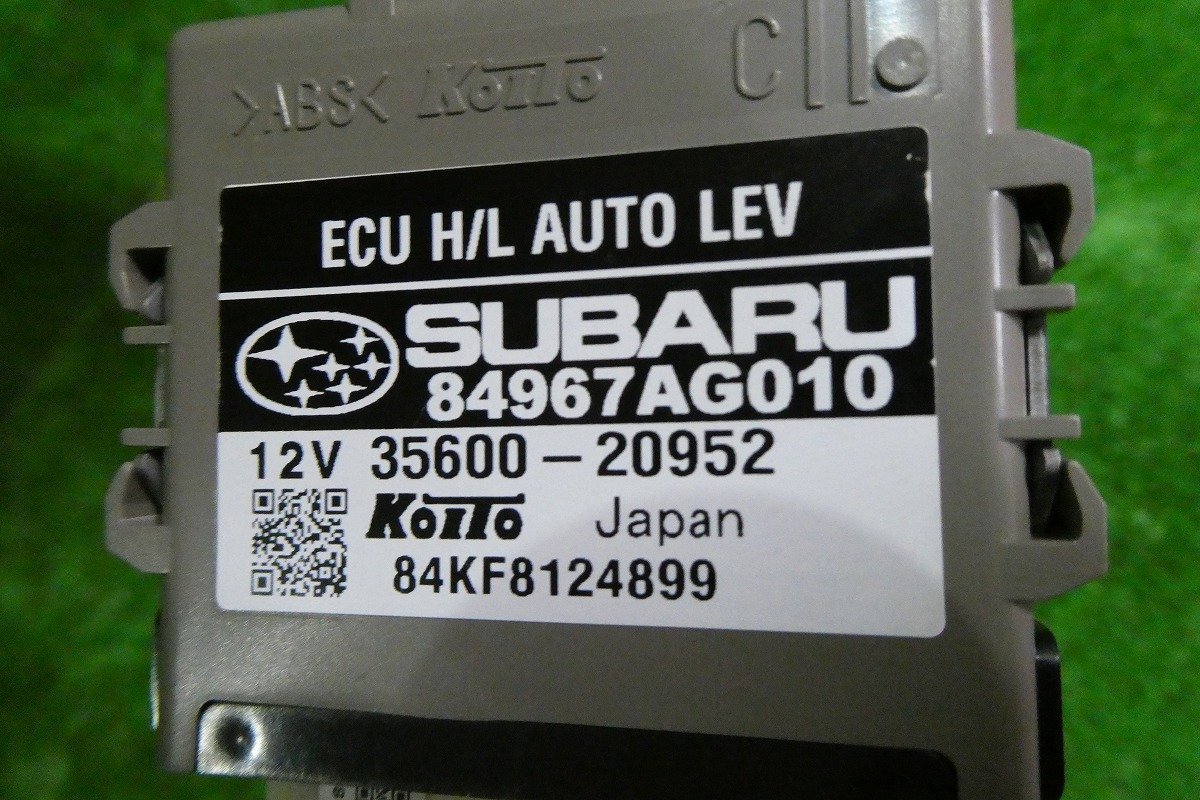 >ABS< KOITO C
ECU H/L AUTO LEV
SUBARU
84967AG010
12V 35600-20952
KOITO Japan
84KF8124899